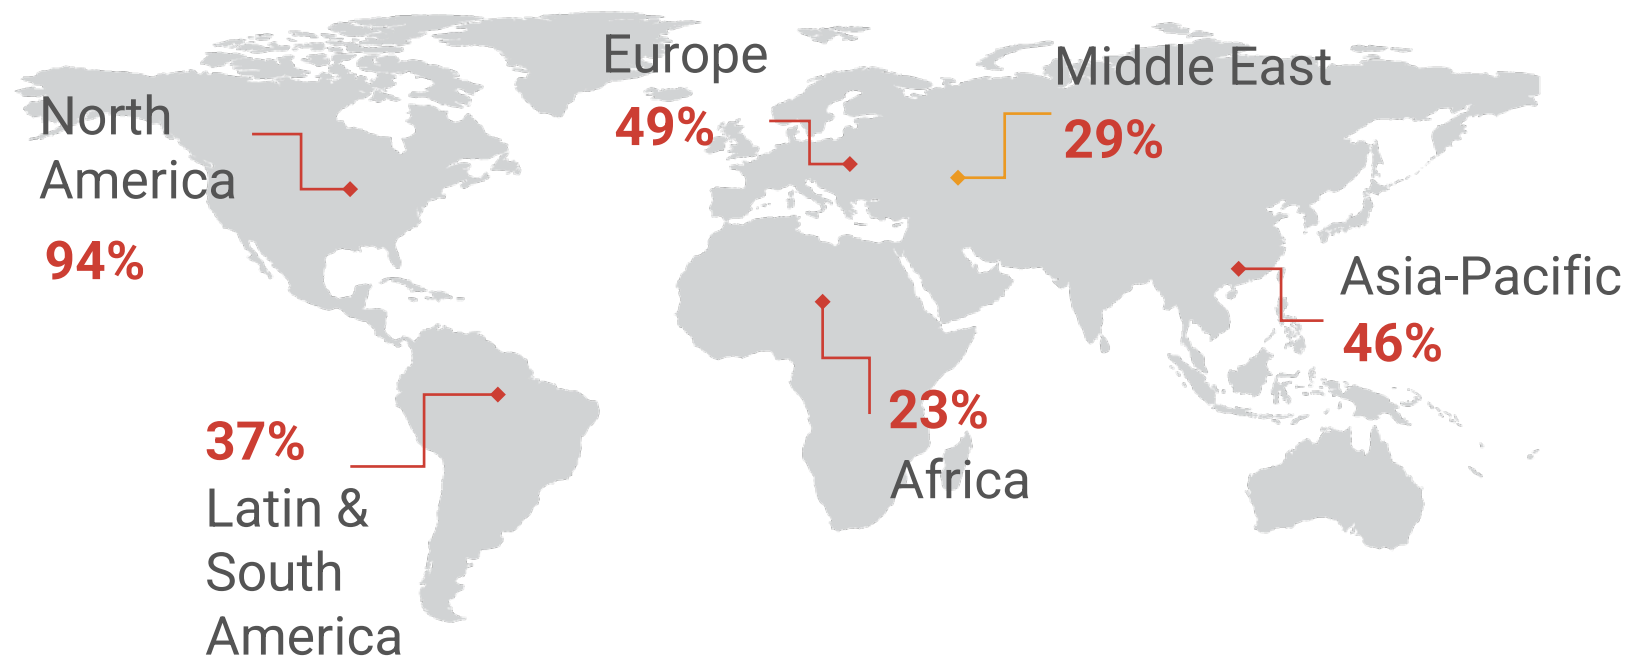 North
America
94%
Europe
49%
Middle East
29%
Asia-Pacific
46%
37%
Latin &
South
America
23%
Africa